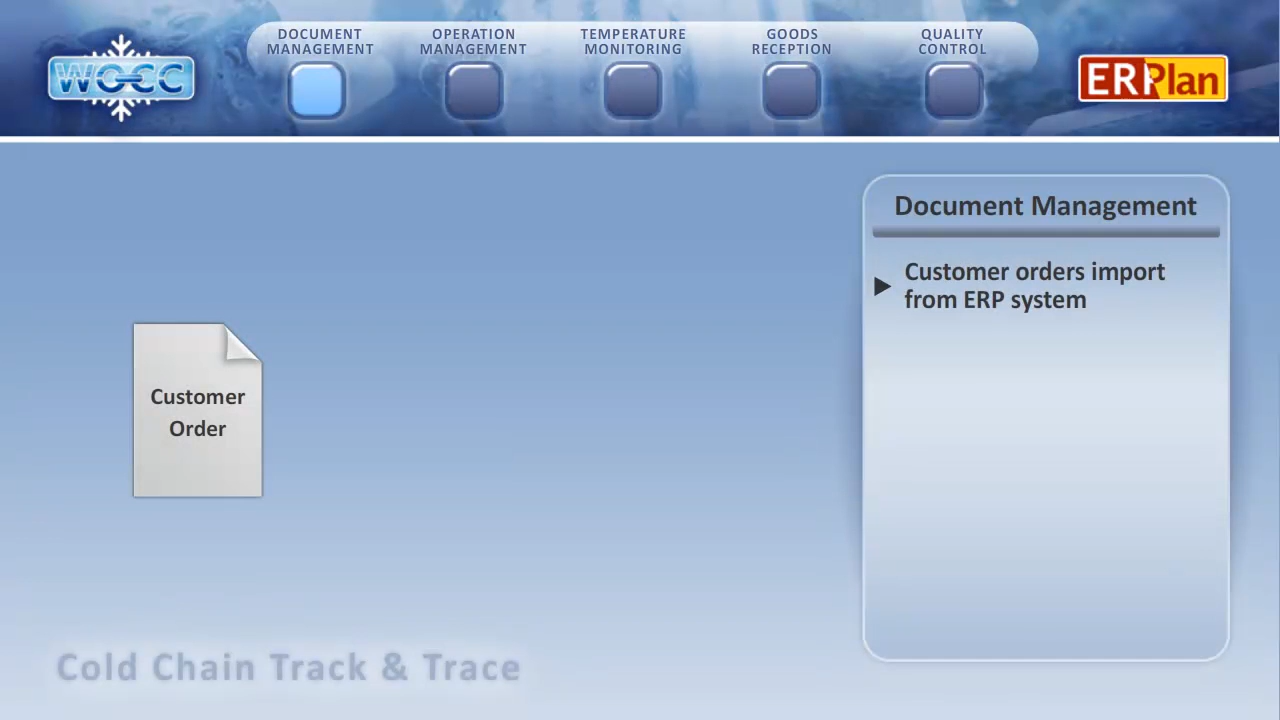 DOCUMENT
MANAGEMENT
OPERATION
MANAGEMENT
TEMPERATURE
MONITORING
GOODS
RECEPTION
QUALITY
CONTROL
WOCC
ERPlan
Document Management
Customer orders import
from ERP system
Customer
Order
Cold Chain Track & Trace